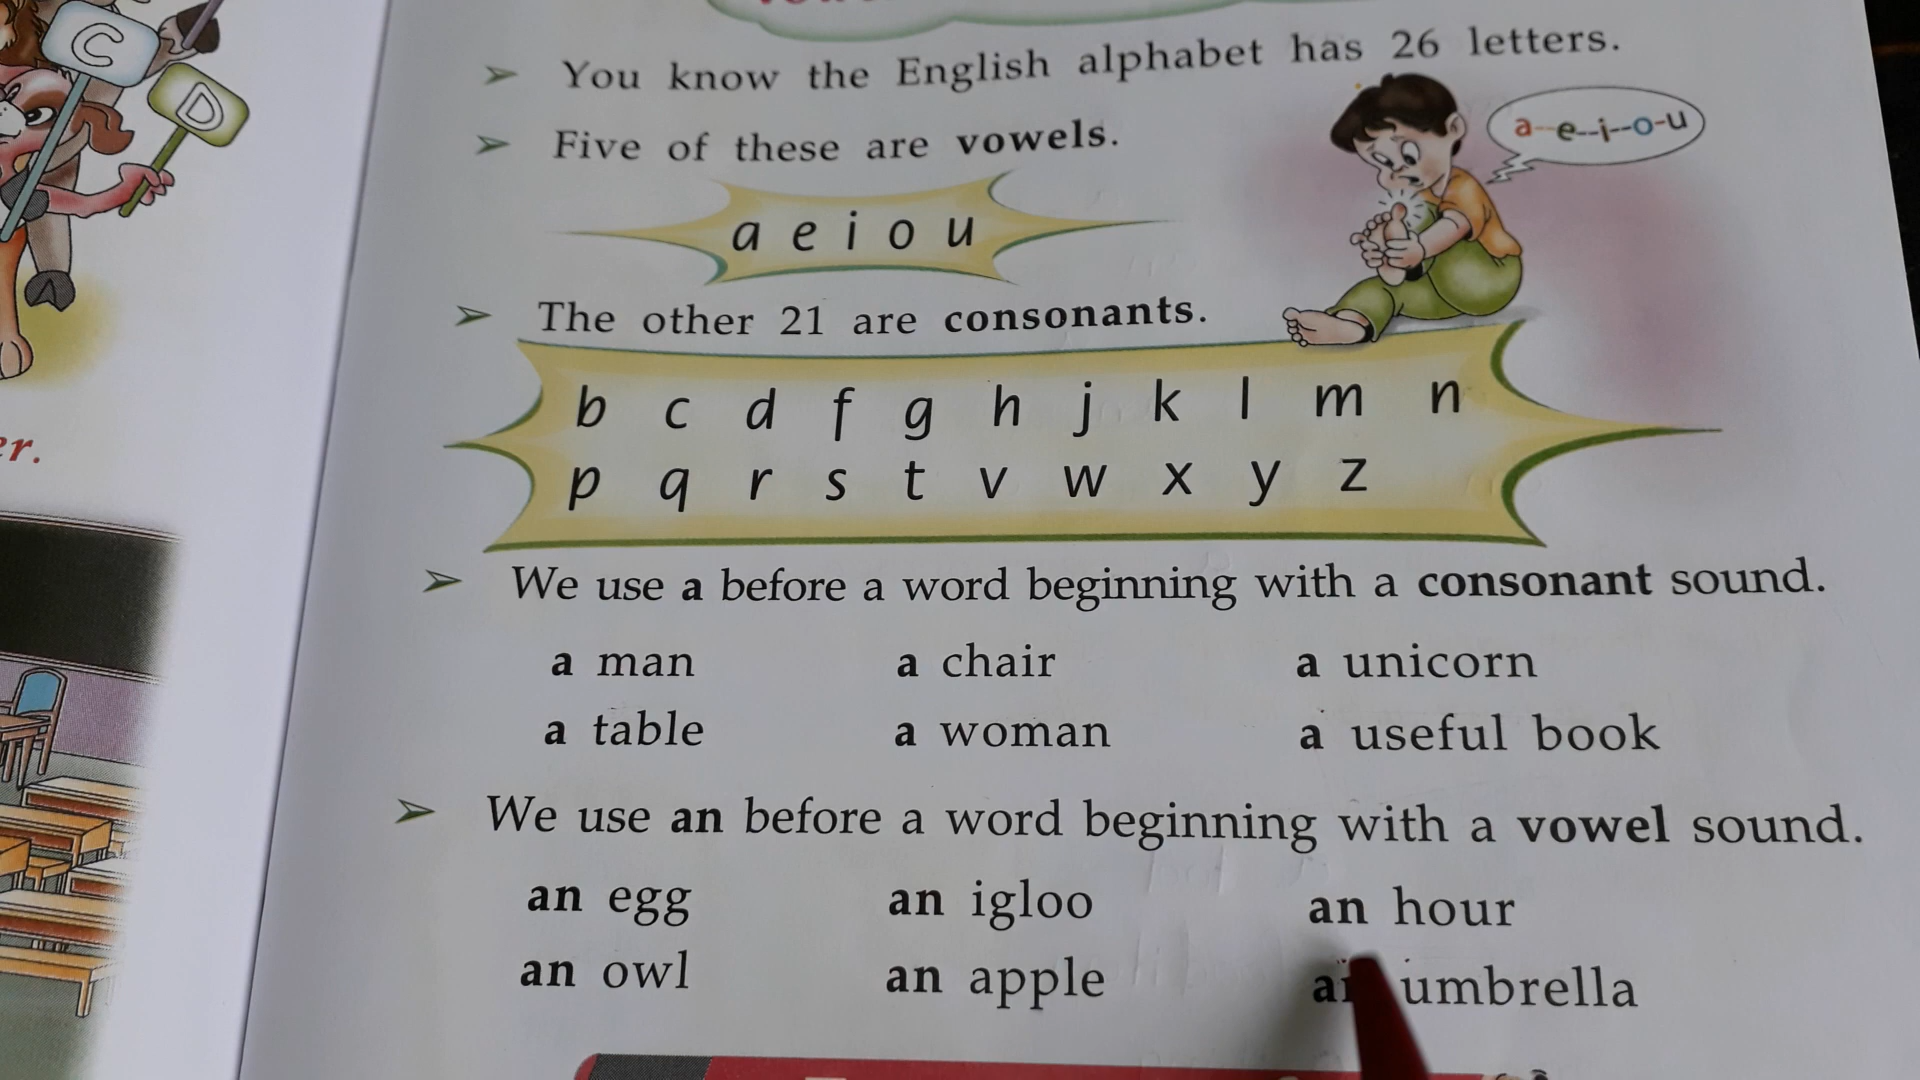 C
D
➢ You know the English alphabet has 26 letters.
➢ Five of these are vowels.
a--e--i--o-u
a e i o u
➢ The other 21 are consonants.
b c d f g h j k l m n
p q r s t v w x y z
➢ We use a before a word beginning with a consonant sound.
a man a chair a unicorn
a table a woman a useful book
➢ We use an before a word beginning with a vowel sound.
an egg an igloo an hour
an owl an apple umbrella